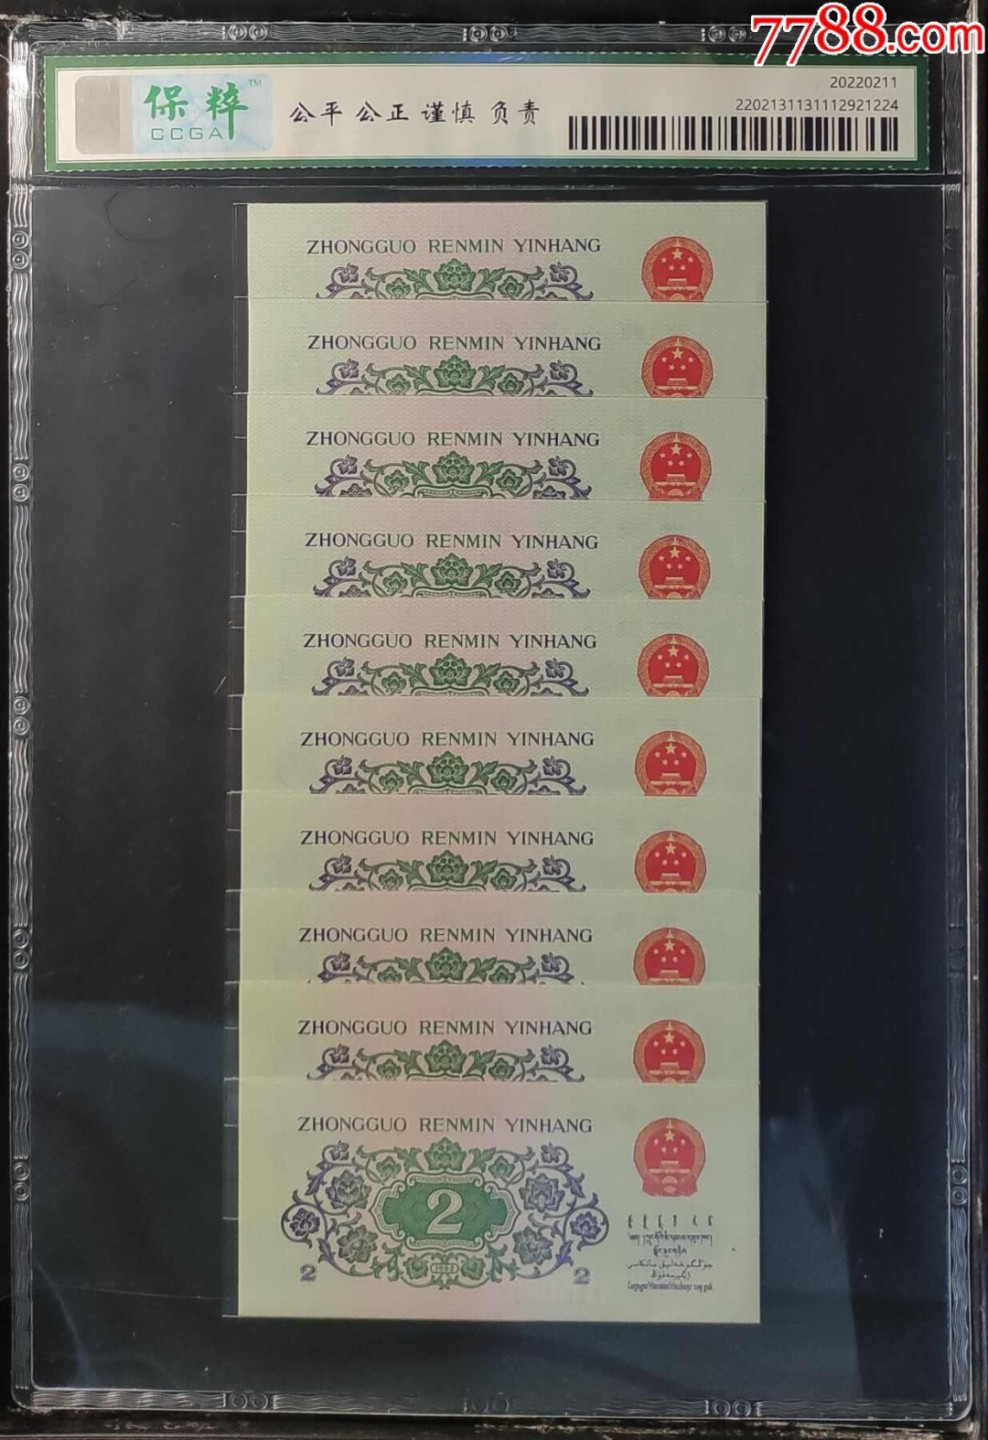 7788.com
保粹 TM
CCGA
公平 公正 谨慎 负责
20220211
2202131131112921224
ZHONGGUO RENMIN YINHANG
ZHONGGUO RENMIN YINHANG
ZHONGGUO RENMIN YINHANG
ZHONGGUO RENMIN YINHANG
ZHONGGUO RENMIN YINHANG
ZHONGGUO RENMIN YINHANG
ZHONGGUO RENMIN YINHANG
ZHONGGUO RENMIN YINHANG
ZHONGGUO RENMIN YINHANG
ZHONGGUO RENMIN YINHANG
2
1962
2 2